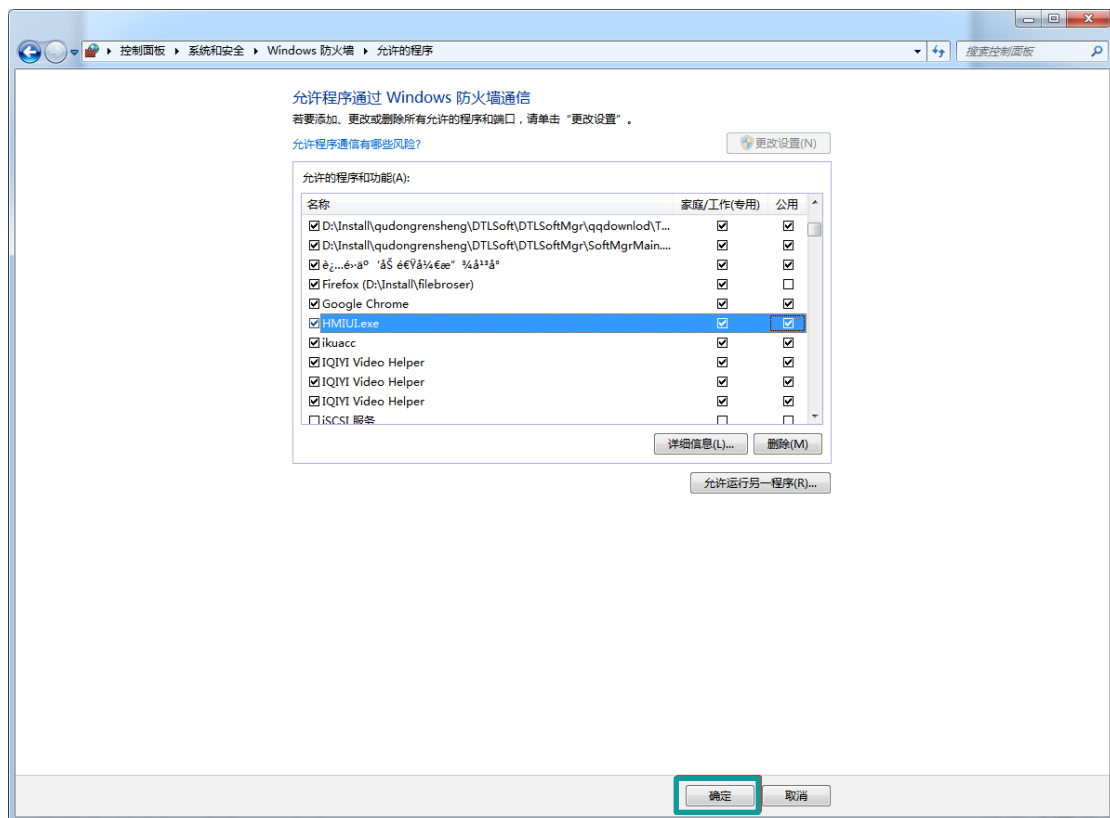 控制面板 ▸ 系统和安全 ▸ Windows 防火墙 ▸ 允许的程序
搜索控制面板
允许程序通过 Windows 防火墙通信
若要添加、更改或删除所有允许的程序和端口，请单击“更改设置”。
允许程序通信有哪些风险?
更改设置(N)
允许的程序和功能(A):
名称 家庭/工作(专用) 公用
D:\Install\qudongrensheng\DTLSoft\DTLSoftMgr\qqdownlod\T...
D:\Install\qudongrensheng\DTLSoft\DTLSoftMgr\SoftMgrMain....
Firefox (D:\Install\filebroser)
Google Chrome
HMIUI.exe
ikuacc
IQIYI Video Helper
IQIYI Video Helper
IQIYI Video Helper
iSCSI 服务
详细信息(L)... 删除(M)
允许运行另一程序(R)...
确定 取消